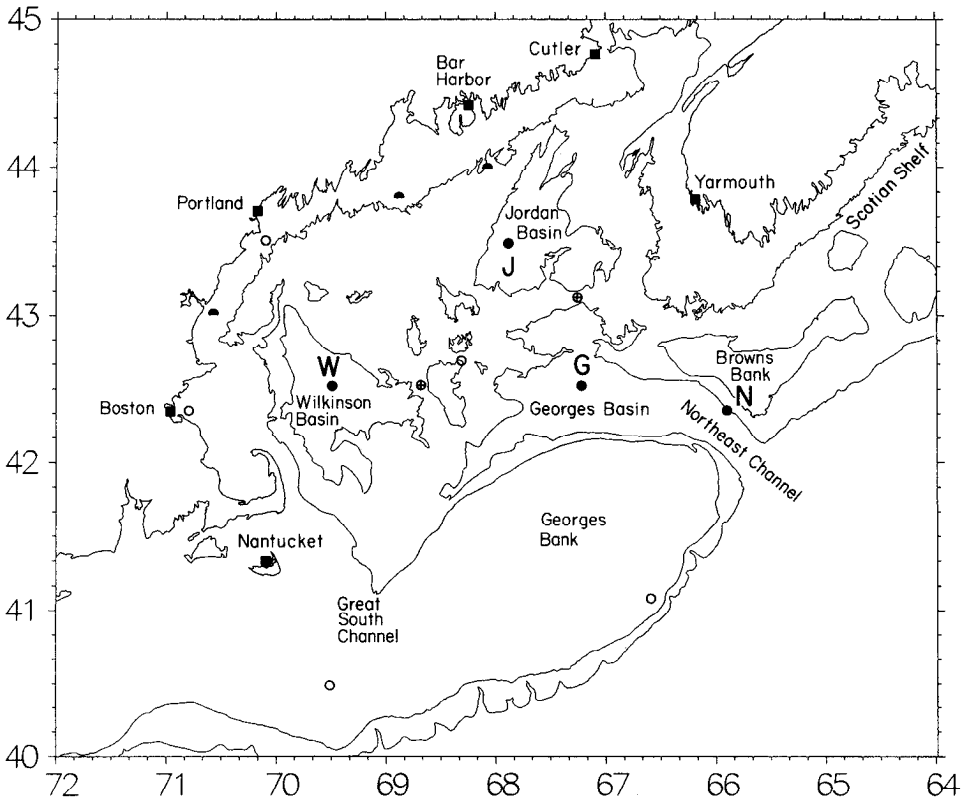 45
Cutler
Bar
Harbor
44
Portland
Yarmouth
Scotian Shelf
Jordan
Basin
J
43
W
G
Browns
Bank
N
Wilkinson
Basin
Boston
Georges Basin
Northeast Channel
42
Georges
Bank
Nantucket
41
Great
South
Channel
40
72 71 70 69 68 67 66 65 64